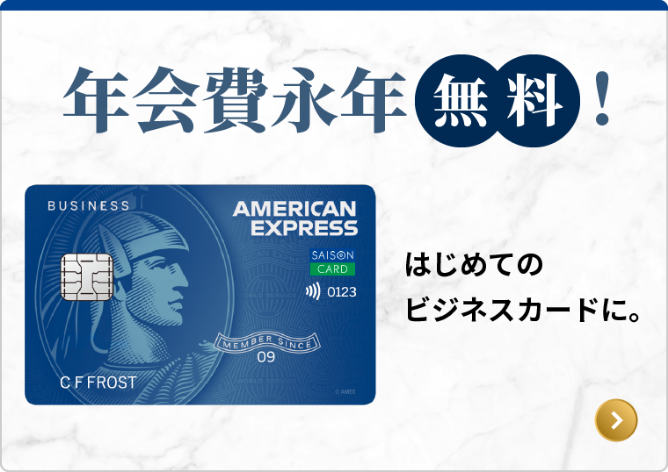 年会費永年無料！
BUSINESS
AMERICAN
EXPRESS
SAISON
CARD
0123
MEMBER SINCE
09
C F FROST
© AMEX
はじめての
ビジネスカードに。